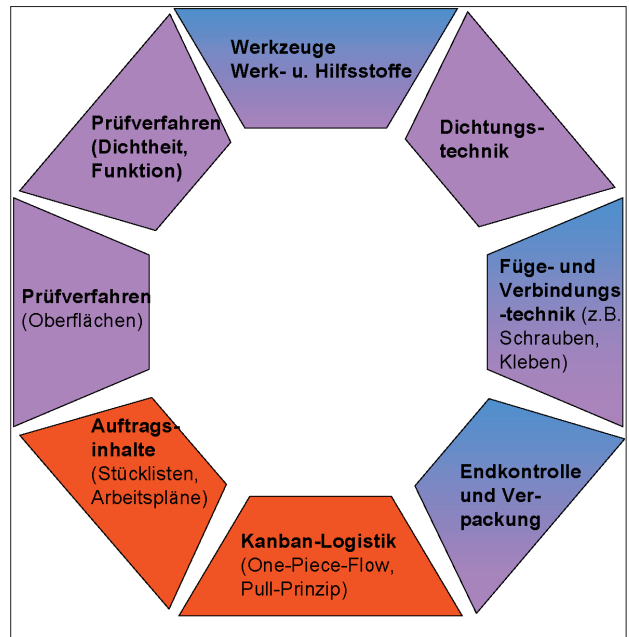 Werkzeuge
Werk- u. Hilfsstoffe
Dichtungs-
technik
Füge- und
Verbindungs
-technik (z.B.
Schrauben,
Kleben)
Endkontrolle
und Ver-
packung
Kanban-Logistik
(One-Piece-Flow,
Pull-Prinzip)
Auftrags-
inhalte
(Stücklisten,
Arbeitspläne)
Prüfverfahren
(Oberflächen)
Prüfverfahren
(Dichtheit,
Funktion)